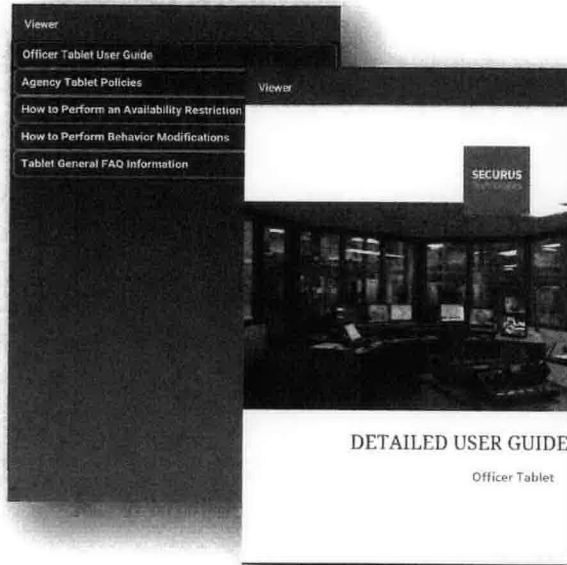 Viewer
Officer Tablet User Guide
Agency Tablet Policies
How to Perform an Availability Restriction
How to Perform Behavior Modifications
Tablet General FAQ Information
Viewer
SECURUS
DETAILED USER GUIDE
Officer Tablet